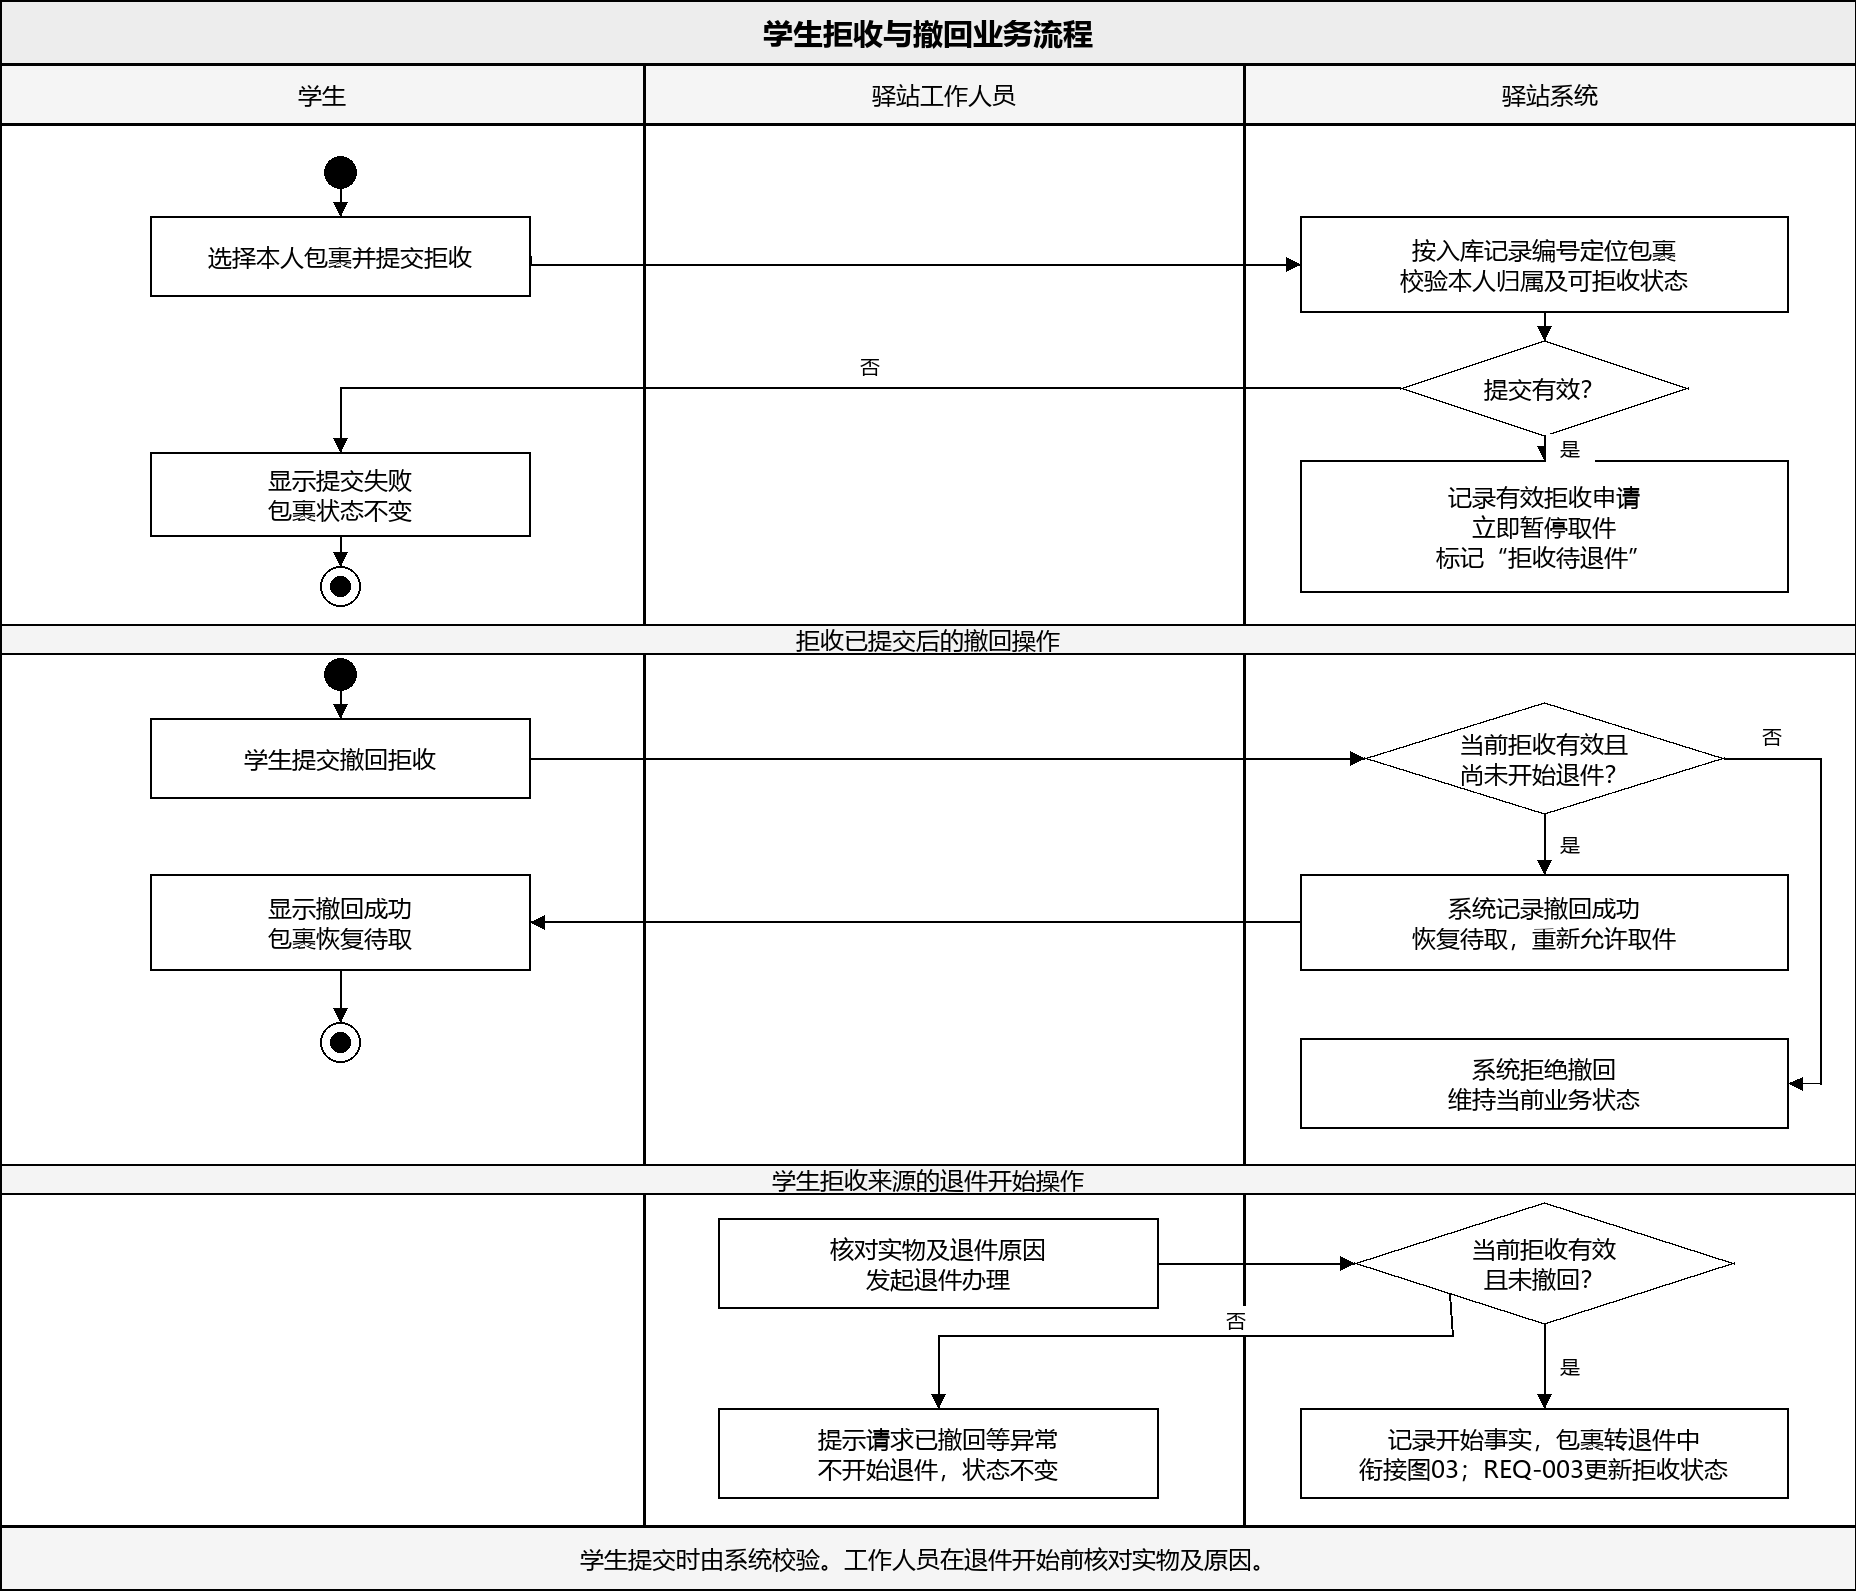 学生拒收与撤回业务流程
学生
驿站工作人员
驿站系统
选择本人包裹并提交拒收
按入库记录编号定位包裹
校验本人归属及可拒收状态
否
提交有效？
是
显示提交失败
包裹状态不变
记录有效拒收申请
立即暂停取件
标记“拒收待退件”
拒收已提交后的撤回操作
学生提交撤回拒收
当前拒收有效且
尚未开始退件？
否
是
显示撤回成功
包裹恢复待取
系统记录撤回成功
恢复待取，重新允许取件
系统拒绝撤回
维持当前业务状态
学生拒收来源的退件开始操作
核对实物及退件原因
发起退件办理
当前拒收有效
且未撤回？
否
是
提示请求已撤回等异常
不开始退件，状态不变
记录开始事实，包裹转退件中
衔接图03；REQ-003更新拒收状态
学生提交时由系统校验。工作人员在退件开始前核对实物及原因。